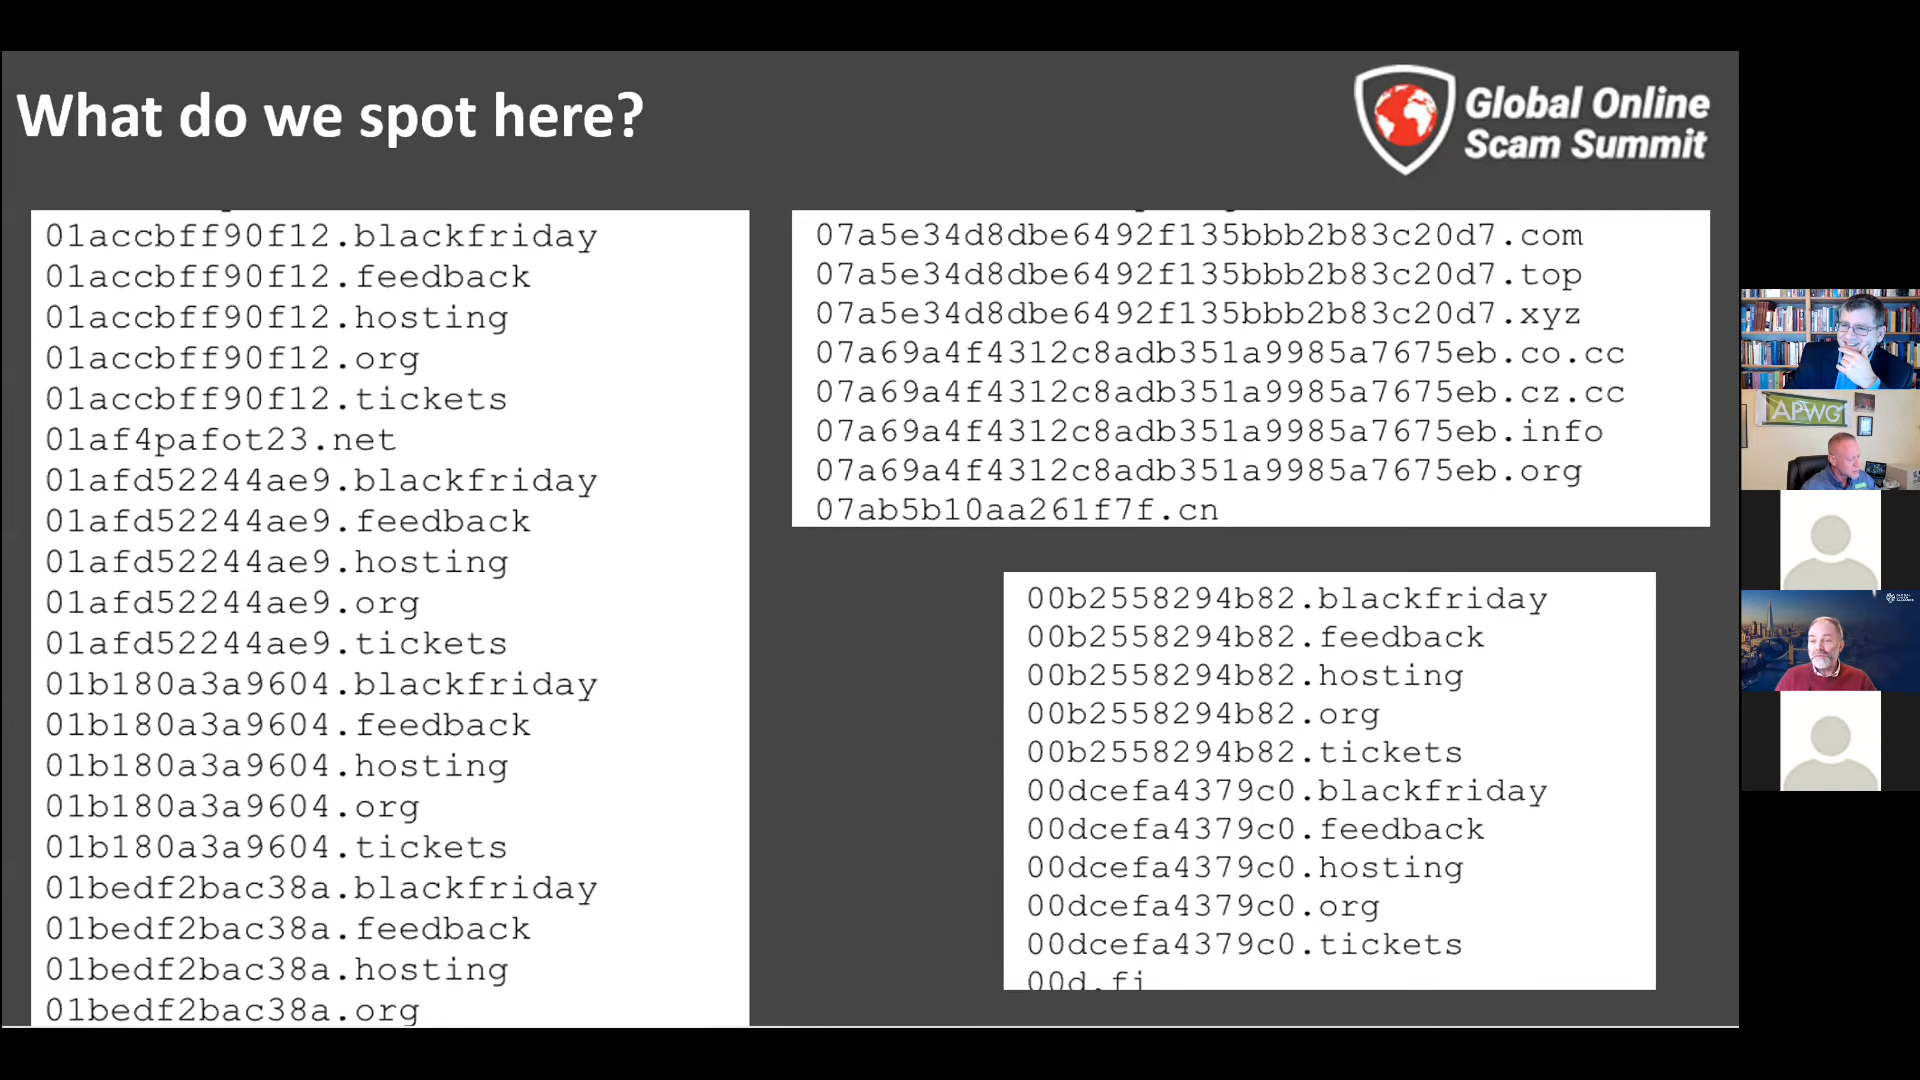 What do we spot here?
Global Online
Scam Summit
01accbff90f12.blackfriday
01accbff90f12.feedback
01accbff90f12.hosting
01accbff90f12.org
01accbff90f12.tickets
01af4pafot23.net
01afd52244ae9.blackfriday
01afd52244ae9.feedback
01afd52244ae9.hosting
01afd52244ae9.org
01afd52244ae9.tickets
01b180a3a9604.blackfriday
01b180a3a9604.feedback
01b180a3a9604.hosting
01b180a3a9604.org
01b180a3a9604.tickets
01bedf2bac38a.blackfriday
01bedf2bac38a.feedback
01bedf2bac38a.hosting
01bedf2bac38a.org
07a5e34d8dbe6492f135bbb2b83c20d7.com
07a5e34d8dbe6492f135bbb2b83c20d7.top
07a5e34d8dbe6492f135bbb2b83c20d7.xyz
07a69a4f4312c8adb351a9985a7675eb.co.cc
07a69a4f4312c8adb351a9985a7675eb.cz.cc
07a69a4f4312c8adb351a9985a7675eb.info
07a69a4f4312c8adb351a9985a7675eb.org
07ab5b10aa261f7f.cn
00b2558294b82.blackfriday
00b2558294b82.feedback
00b2558294b82.hosting
00b2558294b82.org
00b2558294b82.tickets
00dcefa4379c0.blackfriday
00dcefa4379c0.feedback
00dcefa4379c0.hosting
00dcefa4379c0.org
00dcefa4379c0.tickets
00d.fi
APWG